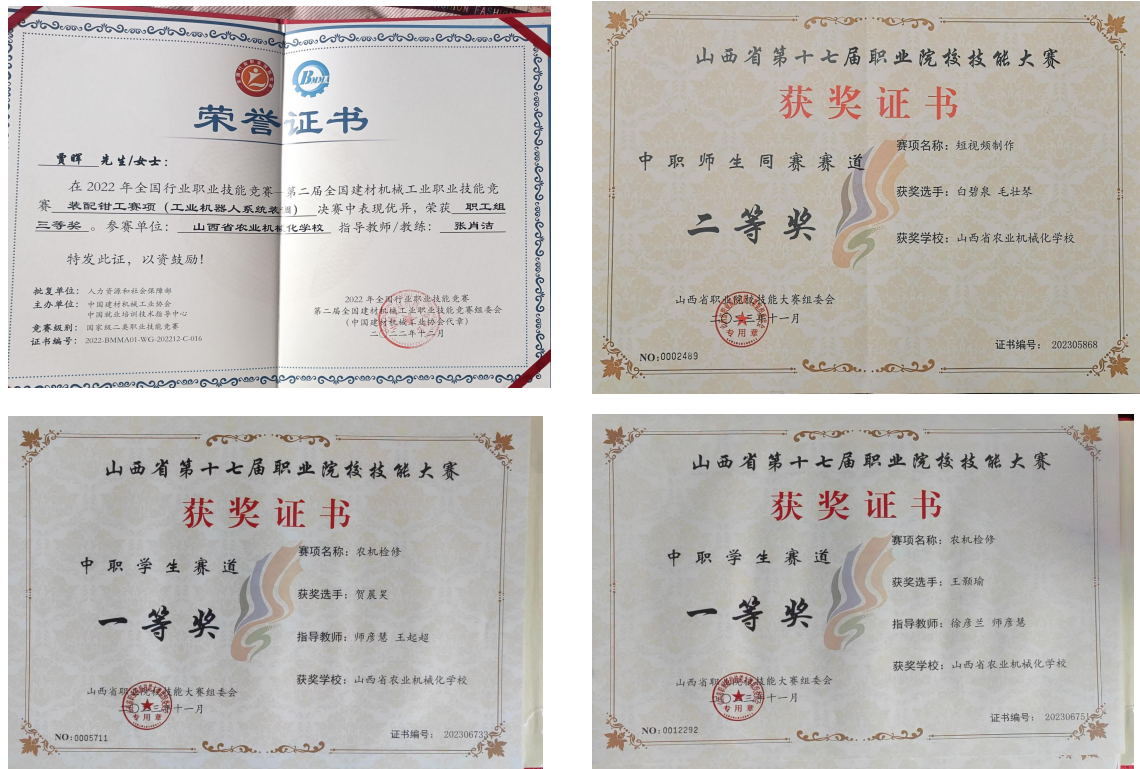 BMMA
荣誉证书
贾晖 先生/女士：
在 2022 年全国行业职业技能竞赛—第二届全国建材机械工业职业技能竞
赛 装配钳工赛项（工业机器人系统装调） 决赛中表现优异，荣获 职工组
三等奖 。参赛单位： 山西省农业机械化学校 指导教师/教练： 张肖洁
特发此证，以资鼓励！
批复单位： 人力资源和社会保障部
主办单位： 中国建材机械工业协会
中国就业培训技术指导中心
竞赛级别： 国家级二类职业技能竞赛
证书编号： 2022-BMMA01-WG-202212-C-016
2022 年全国行业职业技能竞赛
第二届全国建材机械工业职业技能竞赛组委会
（中国建材机械工业协会代章）
二〇二二年十二月
山西省第十七届职业院校技能大赛
获奖证书
中职师生同赛赛道
二等奖
赛项名称：短视频制作
获奖选手：白碧泉 毛壮琴
获奖学校：山西省农业机械化学校
山西省职业院校技能大赛组委会
二〇二三年十一月
专用章
NO:0002489
证书编号： 202305868
山西省第十七届职业院校技能大赛
获奖证书
中职学生赛道
一等奖
赛项名称：农机检修
获奖选手：贺晨昊
指导教师：师彦慧 王起超
获奖学校：山西省农业机械化学校
山西省职业院校技能大赛组委会
二〇二三年十一月
专用章
NO:0005711
证书编号： 202306733
山西省第十七届职业院校技能大赛
获奖证书
中职学生赛道
一等奖
赛项名称：农机检修
获奖选手：王颢瑜
指导教师：徐彦兰 师彦慧
获奖学校：山西省农业机械化学校
山西省职业院校技能大赛组委会
二〇二三年十一月
专用章
NO:0012292
证书编号： 202306751